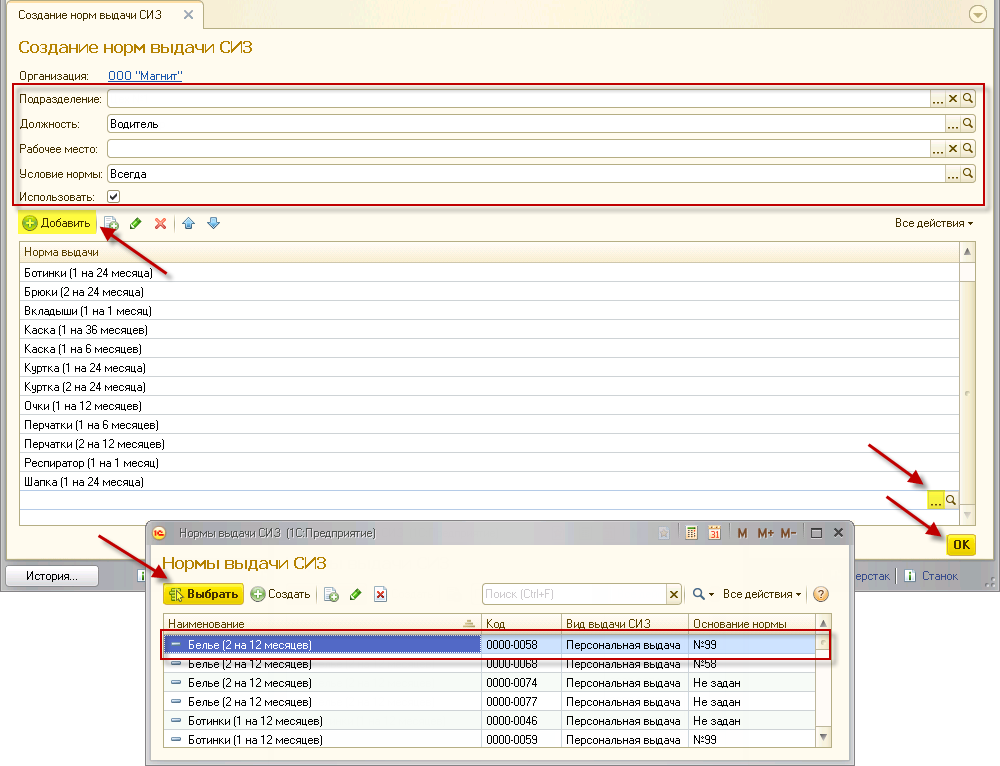 Создание норм выдачи СИЗ
Создание норм выдачи СИЗ
Организация: ООО "Магнит"
Подразделение:
Должность: Водитель
Рабочее место:
Условие нормы: Всегда
Использовать:
Добавить Все действия
Норма выдачи
Ботинки (1 на 24 месяца)
Брюки (2 на 24 месяца)
Вкладыши (1 на 1 месяц)
Каска (1 на 36 месяцев)
Каска (1 на 6 месяцев)
Куртка (1 на 24 месяца)
Куртка (2 на 24 месяца)
Очки (1 на 12 месяцев)
Перчатки (1 на 6 месяцев)
Перчатки (2 на 12 месяцев)
Респиратор (1 на 1 месяц)
Шапка (1 на 24 месяца)
...
OK
История... ерстак Станок
Нормы выдачи СИЗ (1С:Предприятие) M M+ M-
Нормы выдачи СИЗ
Выбрать Создать Поиск (Ctrl+F) Все действия
Наименование Код Вид выдачи СИЗ Основание нормы
Белье (2 на 12 месяцев) 0000-0058 Персональная выдача №99
Белье (2 на 12 месяцев) 0000-0068 Персональная выдача №58
Белье (2 на 12 месяцев) 0000-0074 Персональная выдача Не задан
Белье (2 на 12 месяцев) 0000-0077 Персональная выдача Не задан
Ботинки (1 на 12 месяцев) 0000-0046 Персональная выдача Не задан
Ботинки (1 на 12 месяцев) 0000-0059 Персональная выдача №99